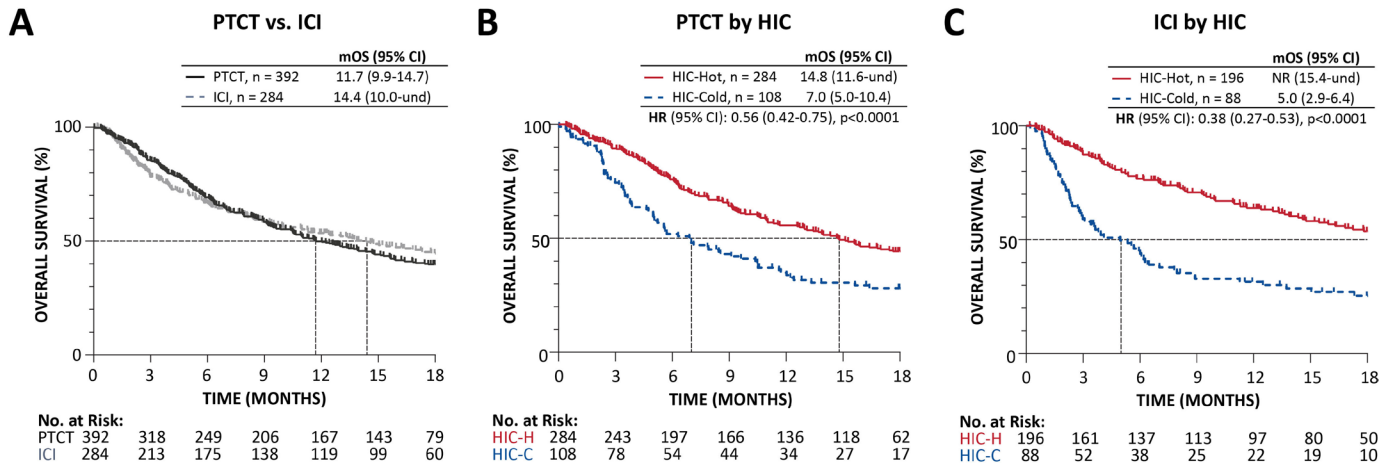 A
PTCT vs. ICI
mOS (95% CI)
PTCT, n = 392 11.7 (9.9-14.7)
ICI, n = 284 14.4 (10.0-und)
OVERALL SURVIVAL (%)
100
50
0
0 3 6 9 12 15 18
TIME (MONTHS)
No. at Risk:
PTCT 392 318 249 206 167 143 79
ICI 284 213 175 138 119 99 60
B
PTCT by HIC
mOS (95% CI)
HIC-Hot, n = 284 14.8 (11.6-und)
HIC-Cold, n = 108 7.0 (5.0-10.4)
HR (95% CI): 0.56 (0.42-0.75), p<0.0001
OVERALL SURVIVAL (%)
100
50
0
0 3 6 9 12 15 18
TIME (MONTHS)
No. at Risk:
HIC-H 284 243 197 166 136 118 62
HIC-C 108 78 54 44 34 27 17
C
ICI by HIC
mOS (95% CI)
HIC-Hot, n = 196 NR (15.4-und)
HIC-Cold, n = 88 5.0 (2.9-6.4)
HR (95% CI): 0.38 (0.27-0.53), p<0.0001
OVERALL SURVIVAL (%)
100
50
0
0 3 6 9 12 15 18
TIME (MONTHS)
No. at Risk:
HIC-H 196 161 137 113 97 80 50
HIC-C 88 52 38 25 22 19 10